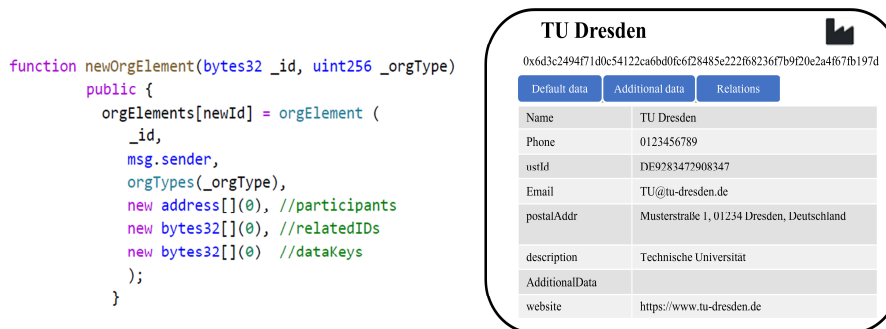 function newOrgElement(bytes32 _id, uint256 _orgType)
public {
orgElements[newId] = orgElement (
_id,
msg.sender,
orgTypes(_orgType),
new address[](0), //participants
new bytes32[](0), //relatedIDs
new bytes32[](0) //dataKeys
);
}
TU Dresden
0x6d3c2494f71d0c54122ca6bd0fc6f28485e222f68236f7b9f20e2a4f67fb197d
Default data Additional data Relations
Name TU Dresden
Phone 0123456789
ustId DE9283472908347
Email TU@tu-dresden.de
postalAddr Musterstraße 1, 01234 Dresden, Deutschland
description Technische Universität
AdditionalData
website https://www.tu-dresden.de